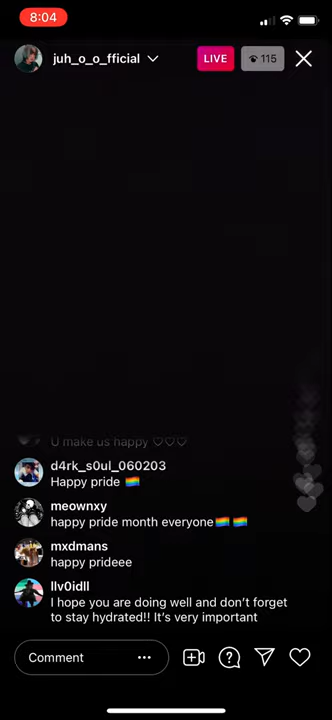 8:04
juh_o_o_fficial
LIVE
115
U make us happy ♡♡♡
d4rk_s0ul_060203
Happy pride 🏳️‍🌈
meownxy
happy pride month everyone🏳️‍🌈 🏳️‍🌈
mxdmans
happy prideee
llv0idll
I hope you are doing well and don't forget
to stay hydrated!! It's very important
Comment